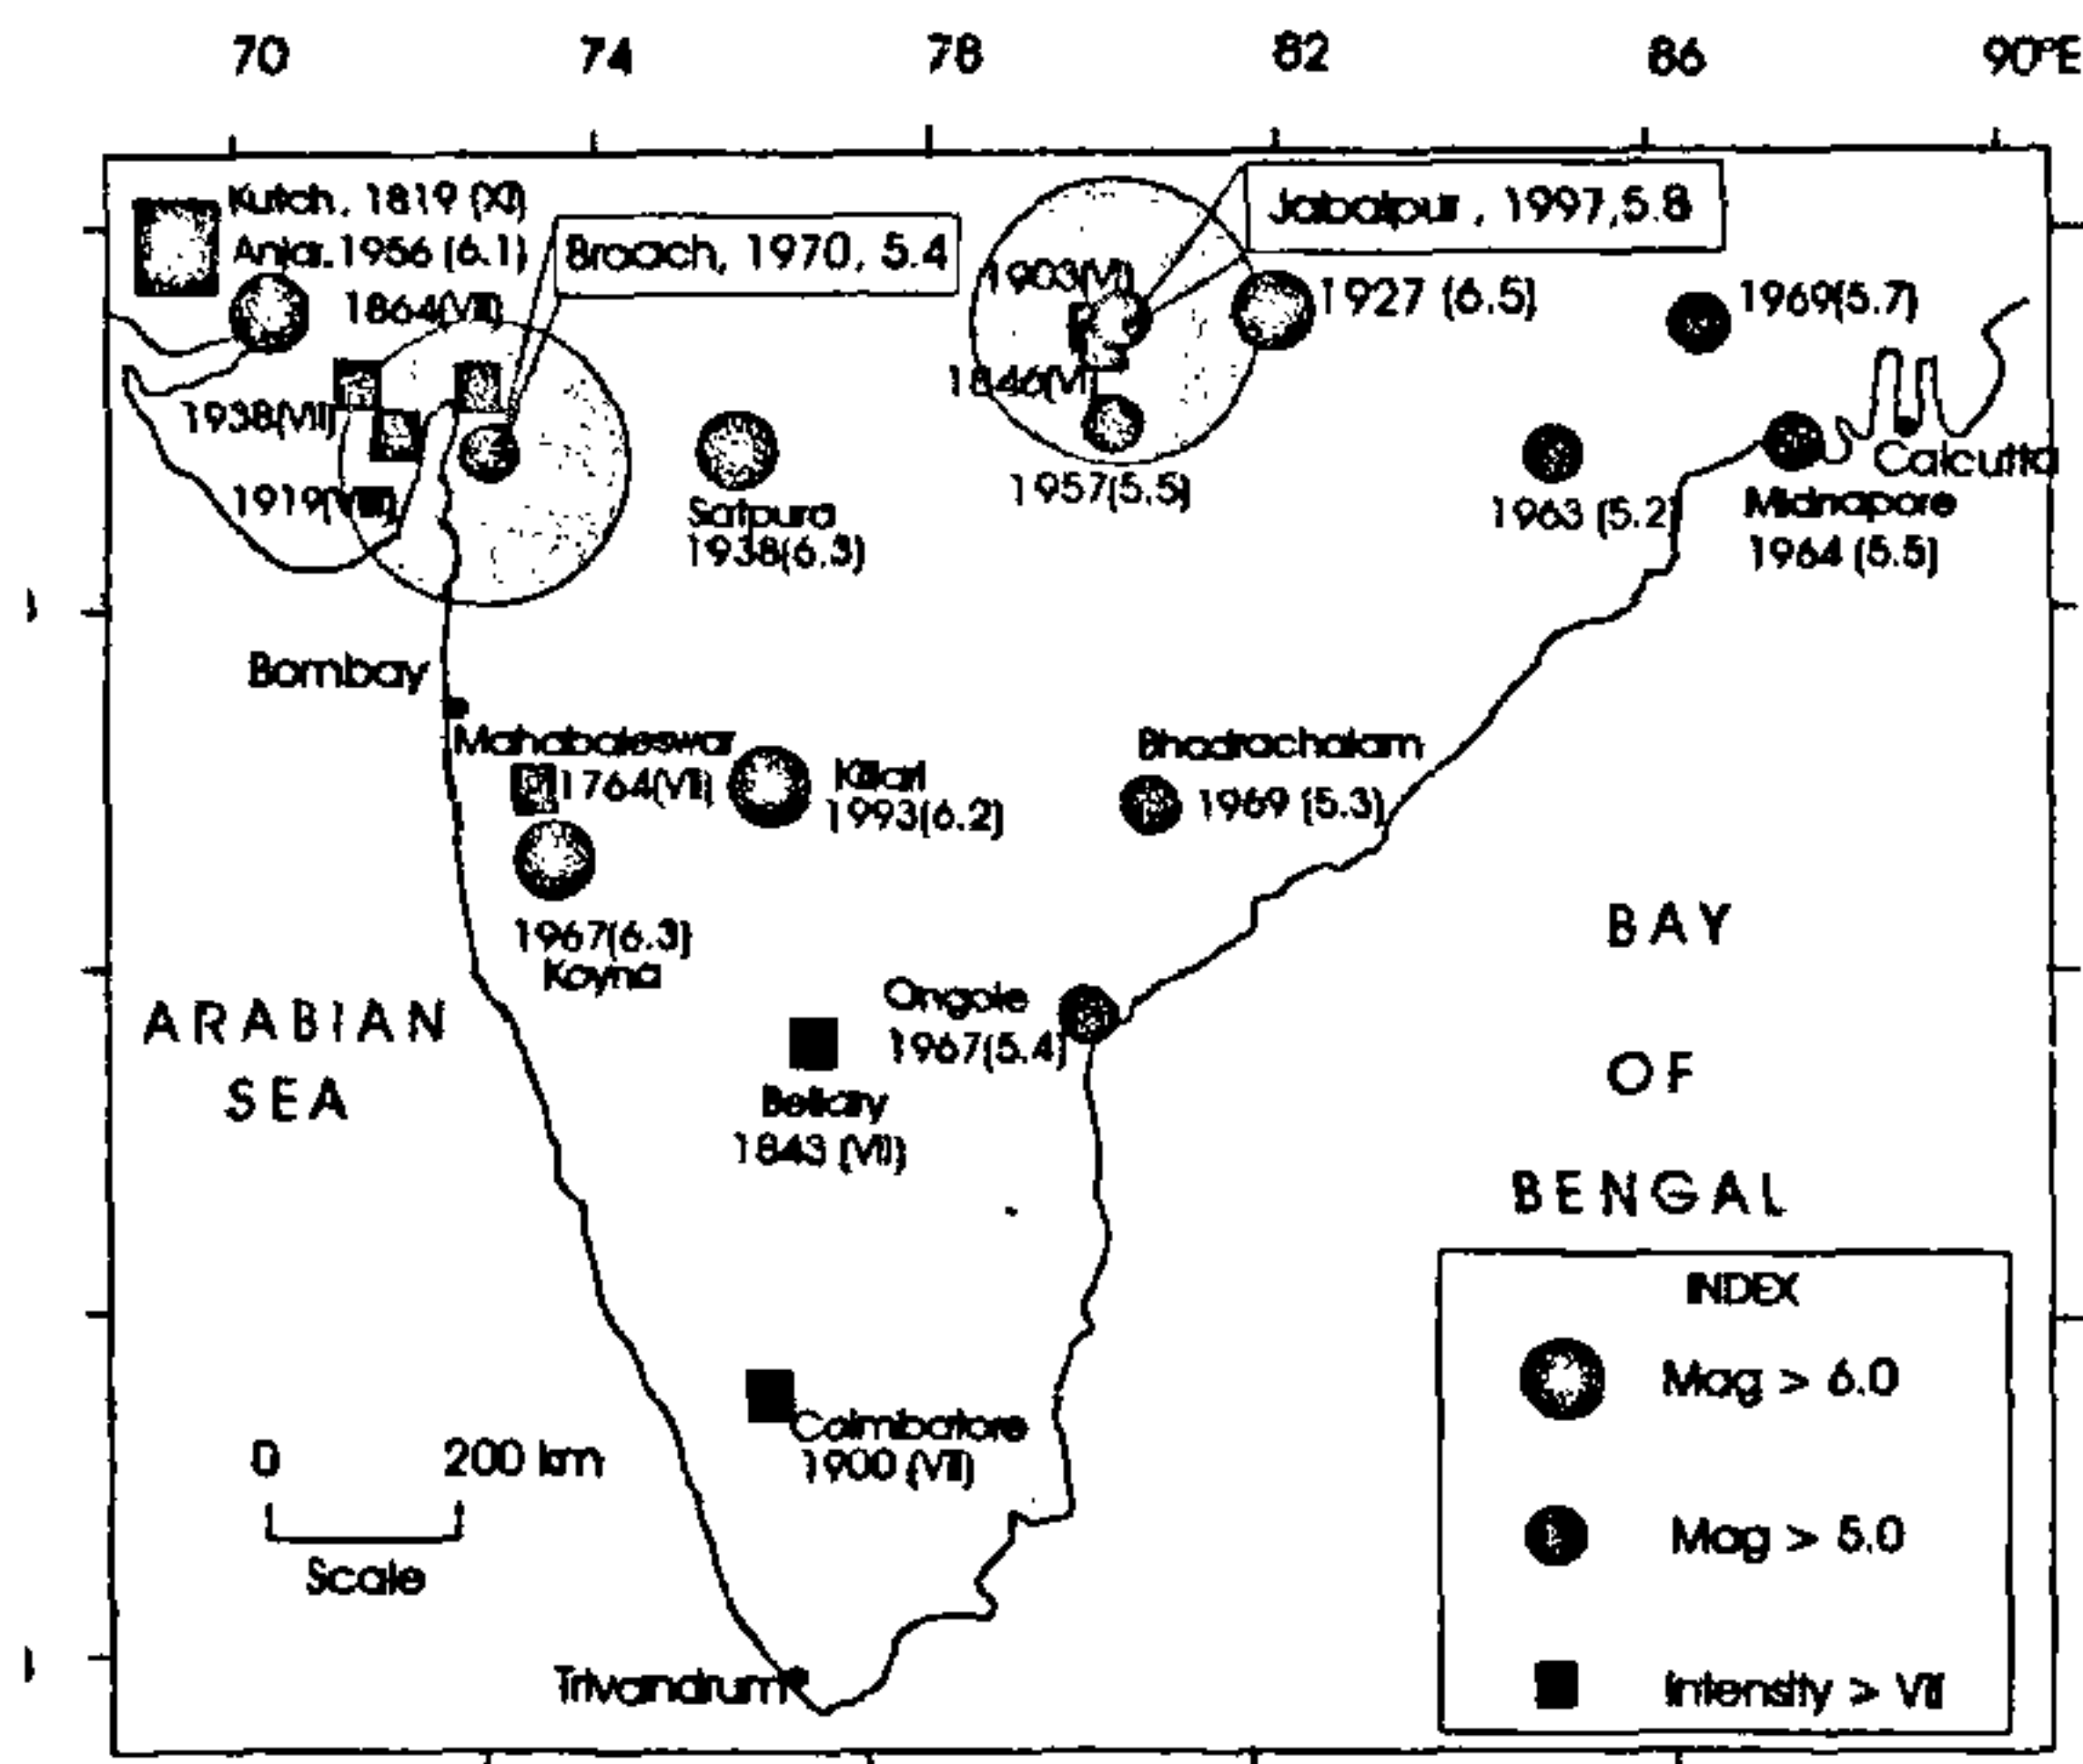 70 74 78 82 86 90°E
Kutch, 1819 (XI)
Anjar, 1956 (6.1)
Broach, 1970, 5.4
Jabalpur, 1997, 5.8
1864(VII)
1903(VI)
1927 (6.5)
1969(5.7)
1938(VII)
1846(VI
1919(VIII)
Satpura
1938(6.3)
1957(5.5)
1963 (5.2)
Calcutta
Midnapore
1964 (5.5)
Bombay
Mahabaleswar
1764(VII)
Killari
1993(6.2)
Bhadrachalam
1969 (5.3)
1967(6.3)
Koyna
Ongole
1967(5.4)
ARABIAN
SEA
BAY
OF
BENGAL
Bellary
1843 (VII)
Coimbatore
1900 (VII)
0 200 km
Scale
Trivandrum
INDEX
Mag > 6.0
Mag > 5.0
Intensity > VII